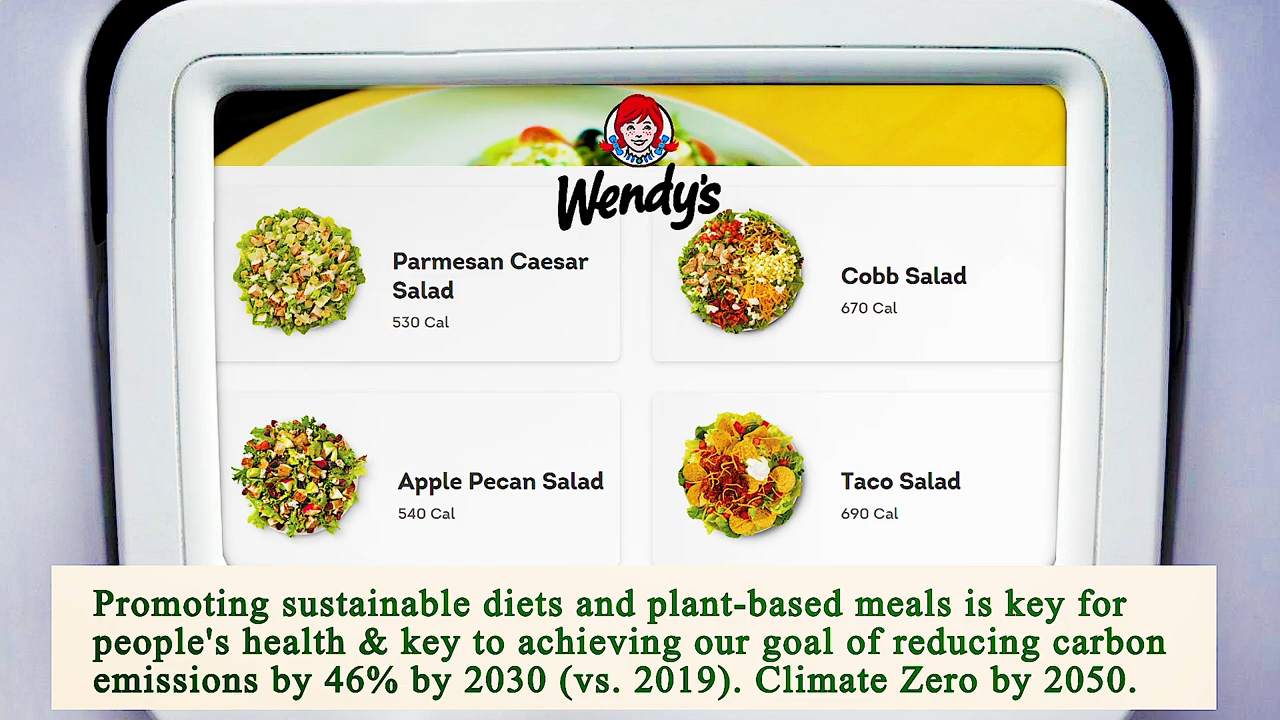 Wendy's
Parmesan Caesar
Salad
530 Cal
Cobb Salad
670 Cal
Apple Pecan Salad
540 Cal
Taco Salad
690 Cal
Promoting sustainable diets and plant-based meals is key for
people's health & key to achieving our goal of reducing carbon
emissions by 46% by 2030 (vs. 2019). Climate Zero by 2050.